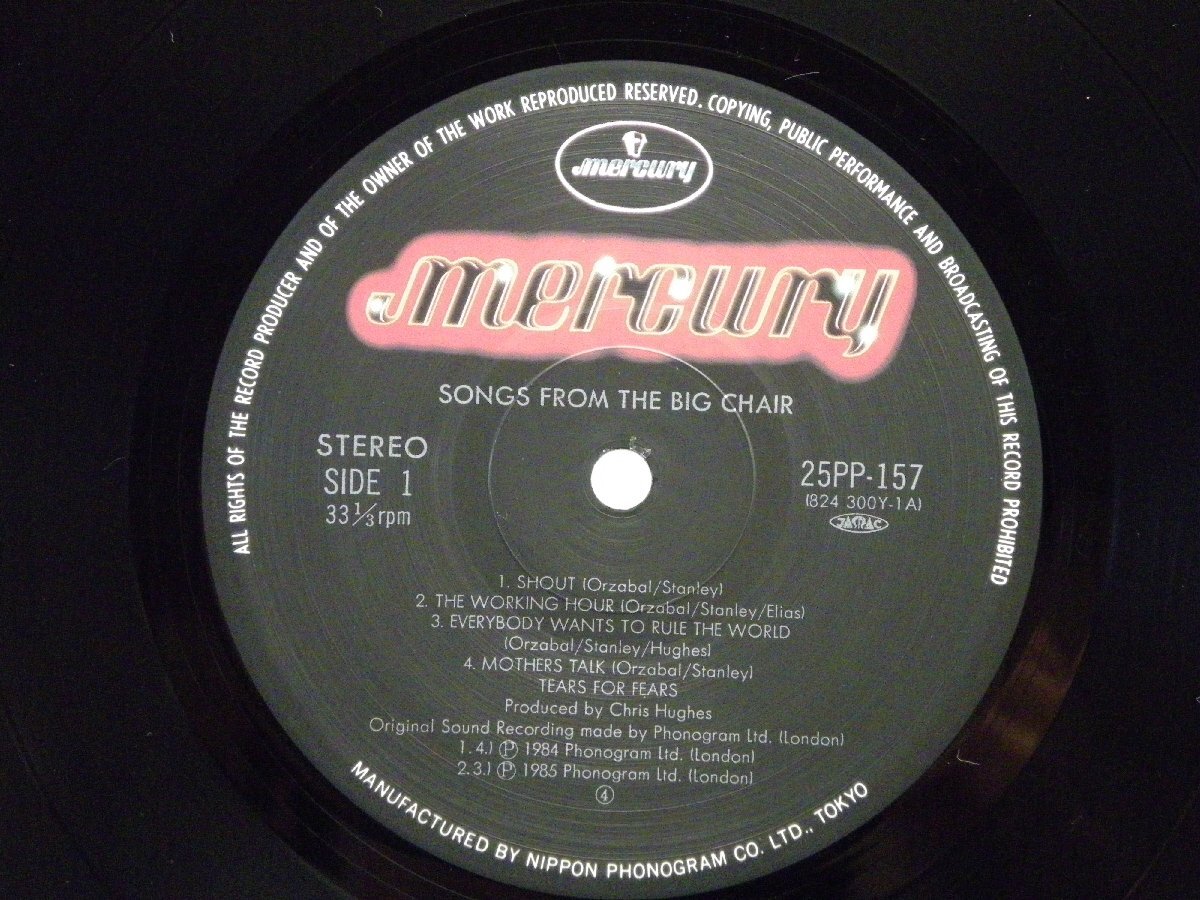 ALL RIGHTS OF THE RECORD PRODUCER AND OF THE OWNER OF THE WORK REPRODUCED RESERVED. COPYING, PUBLIC PERFORMANCE AND BROADCASTING OF THIS RECORD PROHIBITED
mercury
mercury
SONGS FROM THE BIG CHAIR
STEREO
SIDE 1
33 1/3 rpm
25PP-157
(824 300Y-1A)
JASRAC
1. SHOUT (Orzabal/Stanley)
2. THE WORKING HOUR (Orzabal/Stanley/Elias)
3. EVERYBODY WANTS TO RULE THE WORLD
(Orzabal/Stanley/Hughes)
4. MOTHERS TALK (Orzabal/Stanley)
TEARS FOR FEARS
Produced by Chris Hughes
Original Sound Recording made by Phonogram Ltd. (London)
1.4.) Ⓟ 1984 Phonogram Ltd. (London)
2.3.) Ⓟ 1985 Phonogram Ltd. (London)
④
MANUFACTURED BY NIPPON PHONOGRAM CO. LTD., TOKYO